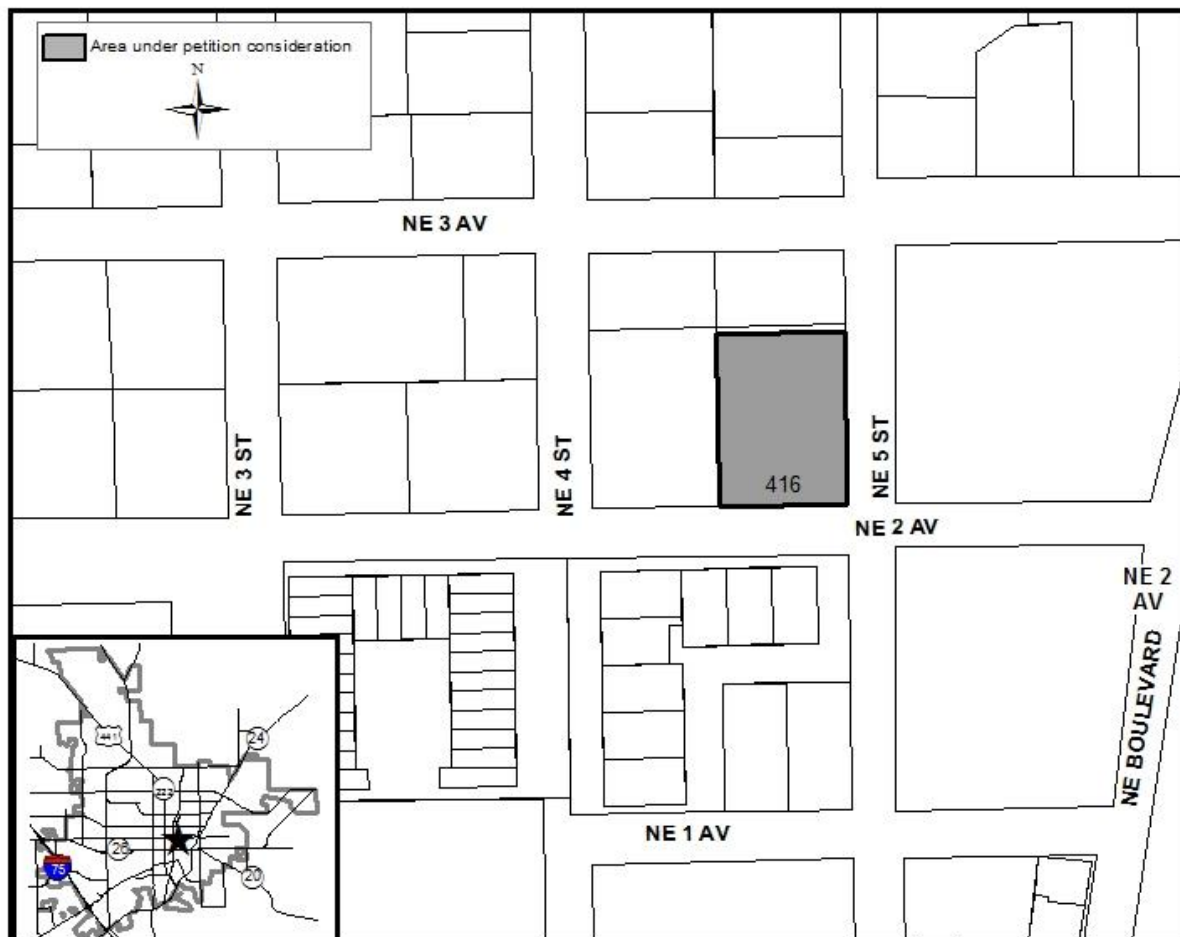 Area under petition consideration
N
NE 3 AV
NE 3 ST
NE 4 ST
NE 5 ST
416
NE 2 AV
NE 2
AV
NE BOULEVARD
NE 1 AV
441
24
222
26
75
20